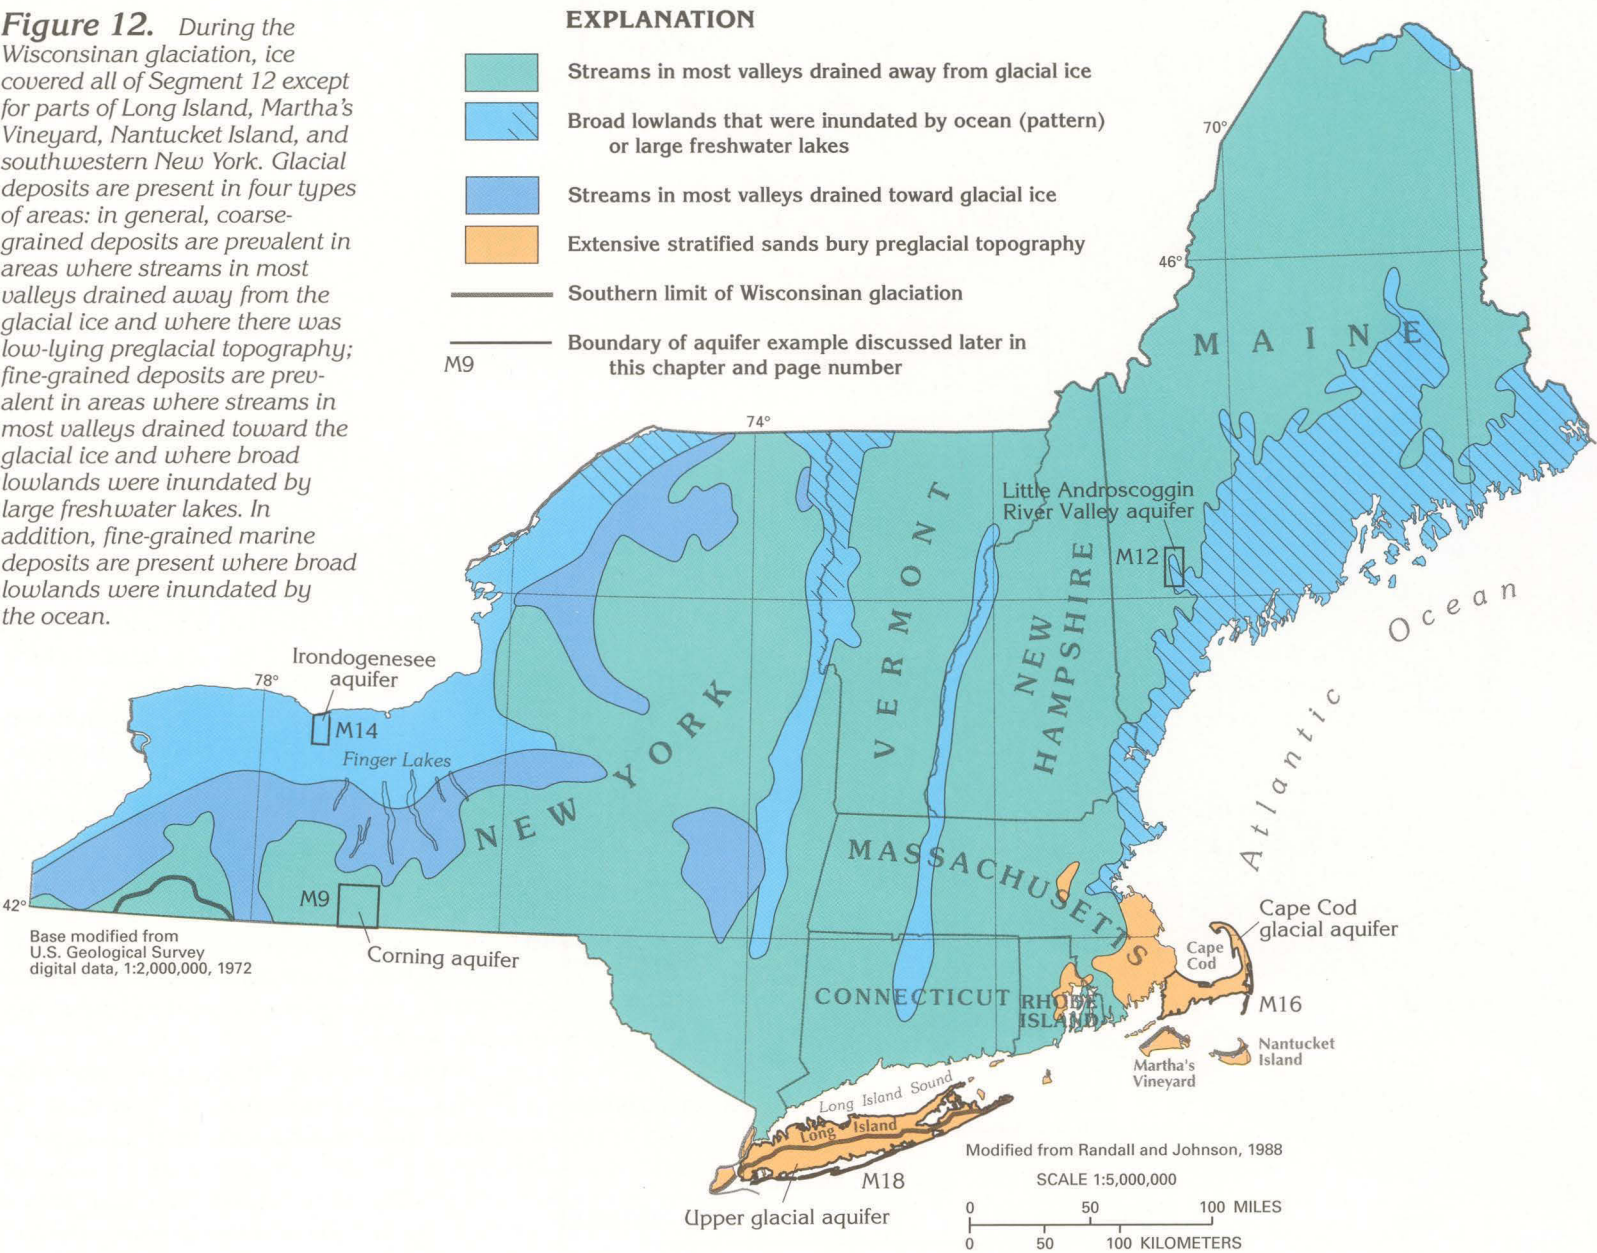 Figure 12. During the
Wisconsinan glaciation, ice
covered all of Segment 12 except
for parts of Long Island, Martha's
Vineyard, Nantucket Island, and
southwestern New York. Glacial
deposits are present in four types
of areas: in general, coarse-
grained deposits are prevalent in
areas where streams in most
valleys drained away from the
glacial ice and where there was
low-lying preglacial topography;
fine-grained deposits are prev-
alent in areas where streams in
most valleys drained toward the
glacial ice and where broad
lowlands were inundated by
large freshwater lakes. In
addition, fine-grained marine
deposits are present where broad
lowlands were inundated by
the ocean.
EXPLANATION
Streams in most valleys drained away from glacial ice
Broad lowlands that were inundated by ocean (pattern)
or large freshwater lakes
Streams in most valleys drained toward glacial ice
Extensive stratified sands bury preglacial topography
Southern limit of Wisconsinan glaciation
Boundary of aquifer example discussed later in
M9
this chapter and page number
70°
46°
MAINE
74°
Little Androscoggin
River Valley aquifer
M12
VERMONT
NEW
HAMPSHIRE
Atlantic Ocean
Irondogenesee
aquifer
78°
M14
Finger Lakes
NEW YORK
MASSACHUSETTS
42°
M9
Corning aquifer
Base modified from
U.S. Geological Survey
digital data, 1:2,000,000, 1972
CONNECTICUT
RHODE
ISLAND
Cape Cod
glacial aquifer
Cape
Cod
M16
Nantucket
Island
Martha's
Vineyard
Long Island Sound
Long Island
M18
Upper glacial aquifer
Modified from Randall and Johnson, 1988
SCALE 1:5,000,000
0 50 100 MILES
0 50 100 KILOMETERS